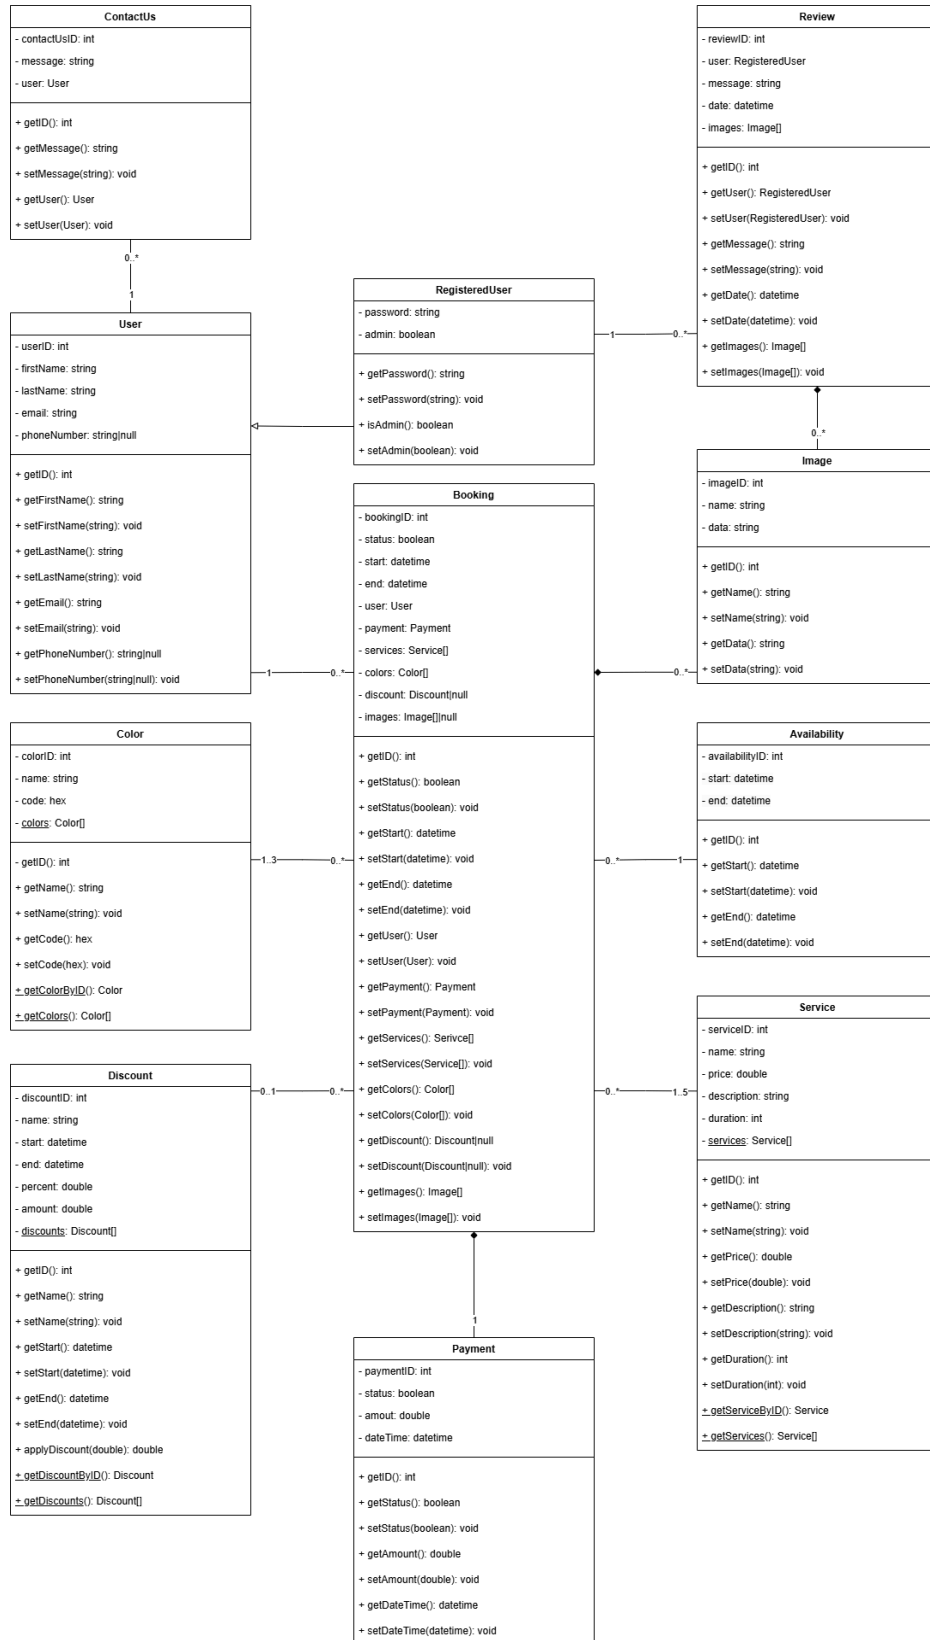 ContactUs
- contactUsID: int
- message: string
- user: User
+ getID(): int
+ getMessage(): string
+ setMessage(string): void
+ getUser(): User
+ setUser(User): void
0..*
1
User
- userID: int
- firstName: string
- lastName: string
- email: string
- phoneNumber: string|null
+ getID(): int
+ getFirstName(): string
+ setFirstName(string): void
+ getLastName(): string
+ setLastName(string): void
+ getEmail(): string
+ setEmail(string): void
+ getPhoneNumber(): string|null
+ setPhoneNumber(string|null): void
1
0..*
Color
- colorID: int
- name: string
- code: hex
- colors: Color[]
- getID(): int
+ getName(): string
+ setName(string): void
+ getCode(): hex
+ setCode(hex): void
+ getColorByID(): Color
+ getColors(): Color[]
1..3
0..*
Discount
- discountID: int
- name: string
- start: datetime
- end: datetime
- percent: double
- amount: double
- discounts: Discount[]
+ getID(): int
+ getName(): string
+ setName(string): void
+ getStart(): datetime
+ setStart(datetime): void
+ getEnd(): datetime
+ setEnd(datetime): void
+ applyDiscount(double): double
+ getDiscountByID(): Discount
+ getDiscounts(): Discount[]
0..1
0..*
RegisteredUser
- password: string
- admin: boolean
+ getPassword(): string
+ setPassword(string): void
+ isAdmin(): boolean
+ setAdmin(boolean): void
1
0..*
Booking
- bookingID: int
- status: boolean
- start: datetime
- end: datetime
- user: User
- payment: Payment
- services: Service[]
- colors: Color[]
- discount: Discount|null
- images: Image[]|null
+ getID(): int
+ getStatus(): boolean
+ setStatus(boolean): void
+ getStart(): datetime
+ setStart(datetime): void
+ getEnd(): datetime
+ setEnd(datetime): void
+ getUser(): User
+ setUser(User): void
+ getPayment(): Payment
+ setPayment(Payment): void
+ getServices(): Serivce[]
+ setServices(Service[]): void
+ getColors(): Color[]
+ setColors(Color[]): void
+ getDiscount(): Discount|null
+ setDiscount(Discount|null): void
+ getImages(): Image[]
+ setImages(Image[]): void
0..*
0..*
1
0..*
1..5
1
Payment
- paymentID: int
- status: boolean
- amout: double
- dateTime: datetime
+ getID(): int
+ getStatus(): boolean
+ setStatus(boolean): void
+ getAmount(): double
+ setAmount(double): void
+ getDateTime(): datetime
+ setDateTime(datetime): void
Review
- reviewID: int
- user: RegisteredUser
- message: string
- date: datetime
- images: Image[]
+ getID(): int
+ getUser(): RegisteredUser
+ setUser(RegisteredUser): void
+ getMessage(): string
+ setMessage(string): void
+ getDate(): datetime
+ setDate(datetime): void
+ getImages(): Image[]
+ setImages(Image[]): void
0..*
Image
- imageID: int
- name: string
- data: string
+ getID(): int
+ getName(): string
+ setName(string): void
+ getData(): string
+ setData(string): void
Availability
- availabilityID: int
- start: datetime
- end: datetime
+ getID(): int
+ getStart(): datetime
+ setStart(datetime): void
+ getEnd(): datetime
+ setEnd(datetime): void
Service
- serviceID: int
- name: string
- price: double
- description: string
- duration: int
- services: Service[]
+ getID(): int
+ getName(): string
+ setName(string): void
+ getPrice(): double
+ setPrice(double): void
+ getDescription(): string
+ setDescription(string): void
+ getDuration(): int
+ setDuration(int): void
+ getServiceByID(): Service
+ getServices(): Service[]